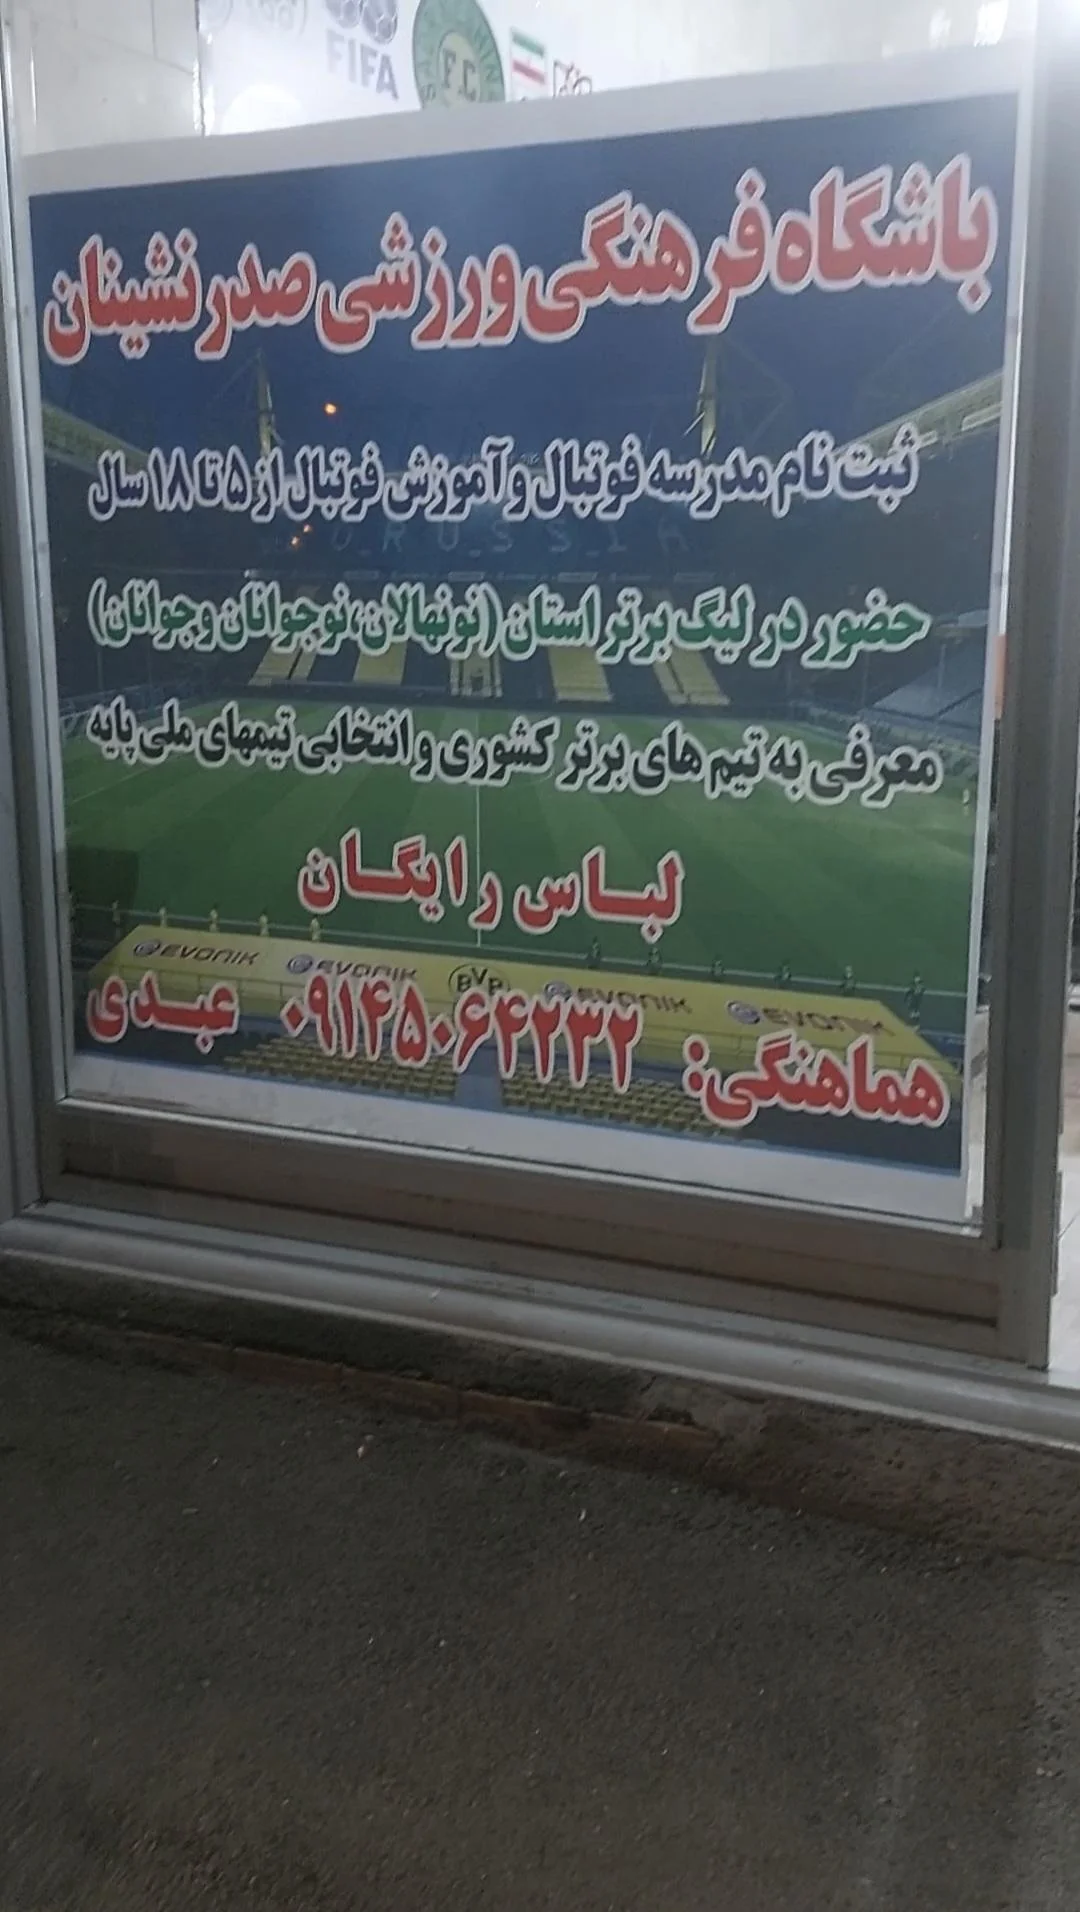 FIFA
F.C
باشگاه فرهنگی ورزشی صدرنشینان
ثبت نام مدرسه فوتبال و آموزش فوتبال از ۵ تا ۱۸ سال
حضور در لیگ برتر استان (نونهالان، نوجوانان و جوانان)
معرفی به تیم های برتر کشوری و انتخابی تیمهای ملی پایه
لباس رایگان
EVONIK EVONIK BVB EVONIK EVONIK
هماهنگی: ۰۹۱۴۵۰۶۴۲۳۲ عبدی